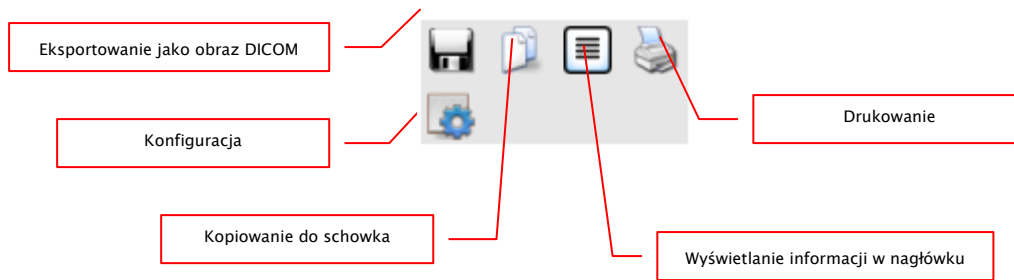 Eksportowanie jako obraz DICOM
Drukowanie
Konfiguracja
Kopiowanie do schowka
Wyświetlanie informacji w nagłówku